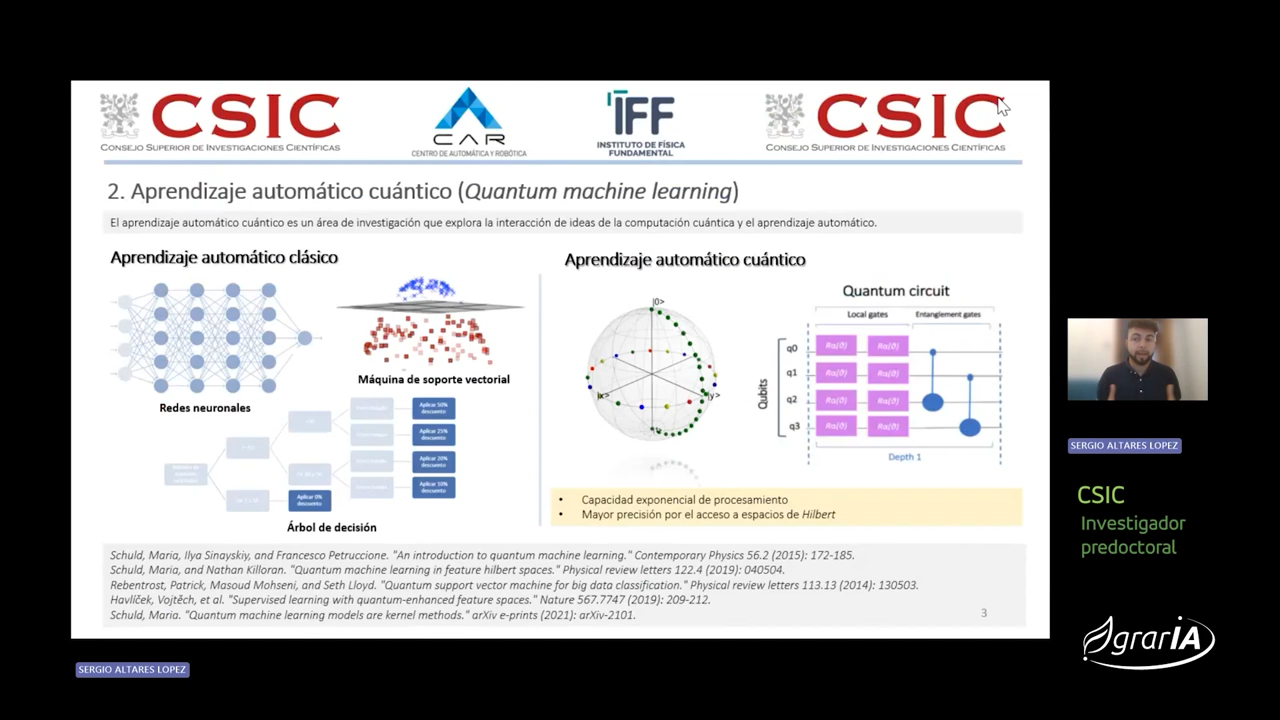 CSIC
CONSEJO SUPERIOR DE INVESTIGACIONES CIENTÍFICAS
CAR
CENTRO DE AUTOMÁTICA Y ROBÓTICA
IFF
INSTITUTO DE FÍSICA
FUNDAMENTAL
CSIC
CONSEJO SUPERIOR DE INVESTIGACIONES CIENTÍFICAS
2. Aprendizaje automático cuántico (Quantum machine learning)
El aprendizaje automático cuántico es un área de investigación que explora la interacción de ideas de la computación cuántica y el aprendizaje automático.
Aprendizaje automático clásico
Redes neuronales
Máquina de soporte vectorial
Aplicar 50%
descuento
Aplicar 25%
descuento
Aplicar 20%
descuento
Aplicar 10%
descuento
Aplicar 0%
descuento
Árbol de decisión
Aprendizaje automático cuántico
|0>
|x>
|y>
Quantum circuit
Local gates
Entanglement gates
Qubits
q0
Rα(ϑ) Rα(ϑ)
q1
Rα(ϑ) Rα(ϑ)
q2
Rα(ϑ) Rα(ϑ)
q3
Rα(ϑ) Rα(ϑ)
Depth 1
• Capacidad exponencial de procesamiento
• Mayor precisión por el acceso a espacios de Hilbert
Schuld, Maria, Ilya Sinayskiy, and Francesco Petruccione. "An introduction to quantum machine learning." Contemporary Physics 56.2 (2015): 172-185.
Schuld, Maria, and Nathan Killoran. "Quantum machine learning in feature hilbert spaces." Physical review letters 122.4 (2019): 040504.
Rebentrost, Patrick, Masoud Mohseni, and Seth Lloyd. "Quantum support vector machine for big data classification." Physical review letters 113.13 (2014): 130503.
Havlíček, Vojtěch, et al. "Supervised learning with quantum-enhanced feature spaces." Nature 567.7747 (2019): 209-212.
Schuld, Maria. "Quantum machine learning models are kernel methods." arXiv e-prints (2021): arXiv-2101.
3
SERGIO ALTARES LOPEZ
SERGIO ALTARES LOPEZ
CSIC
Investigador
predoctoral
AgrarIA